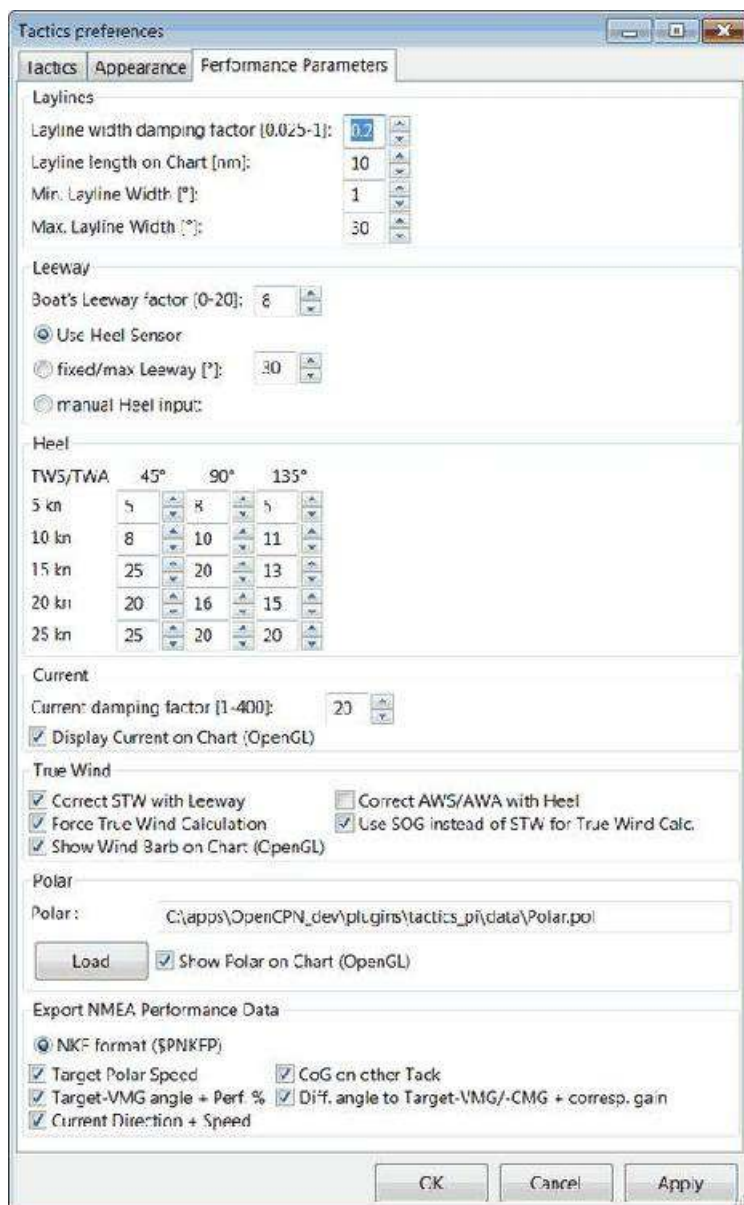 Tactics preferences
Tactics Appearance Performance Parameters
Laylines
Layline width damping factor [0.025-1]: 0.2
Layline length on Chart [nm]: 10
Min. Layline Width [°]: 1
Max. Layline Width [°]: 30
Leeway
Boat's Leeway factor [0-20]: 8
Use Heel Sensor
fixed/max Leeway [°]: 30
manual Heel input:
Heel
TWS/TWA 45° 90° 135°
5 kn 5 8 5
10 kn 8 10 11
15 kn 25 20 13
20 kn 20 16 15
25 kn 25 20 20
Current
Current damping factor [1-400]: 20
Display Current on Chart (OpenGL)
True Wind
Correct STW with Leeway Correct AWS/AWA with Heel
Force True Wind Calculation Use SOG instead of STW for True Wind Calc.
Show Wind Barb on Chart (OpenGL)
Polar
Polar : C:\apps\OpenCPN_dev\plugins\tactics_pi\data\Polar.pol
Load Show Polar on Chart (OpenGL)
Export NMEA Performance Data
NKE format ($PNKEP)
Target Polar Speed CoG on other Tack
Target-VMG angle + Perf. % Diff. angle to Target-VMG/-CMG + corresp. gain
Current Direction + Speed
OK Cancel Apply